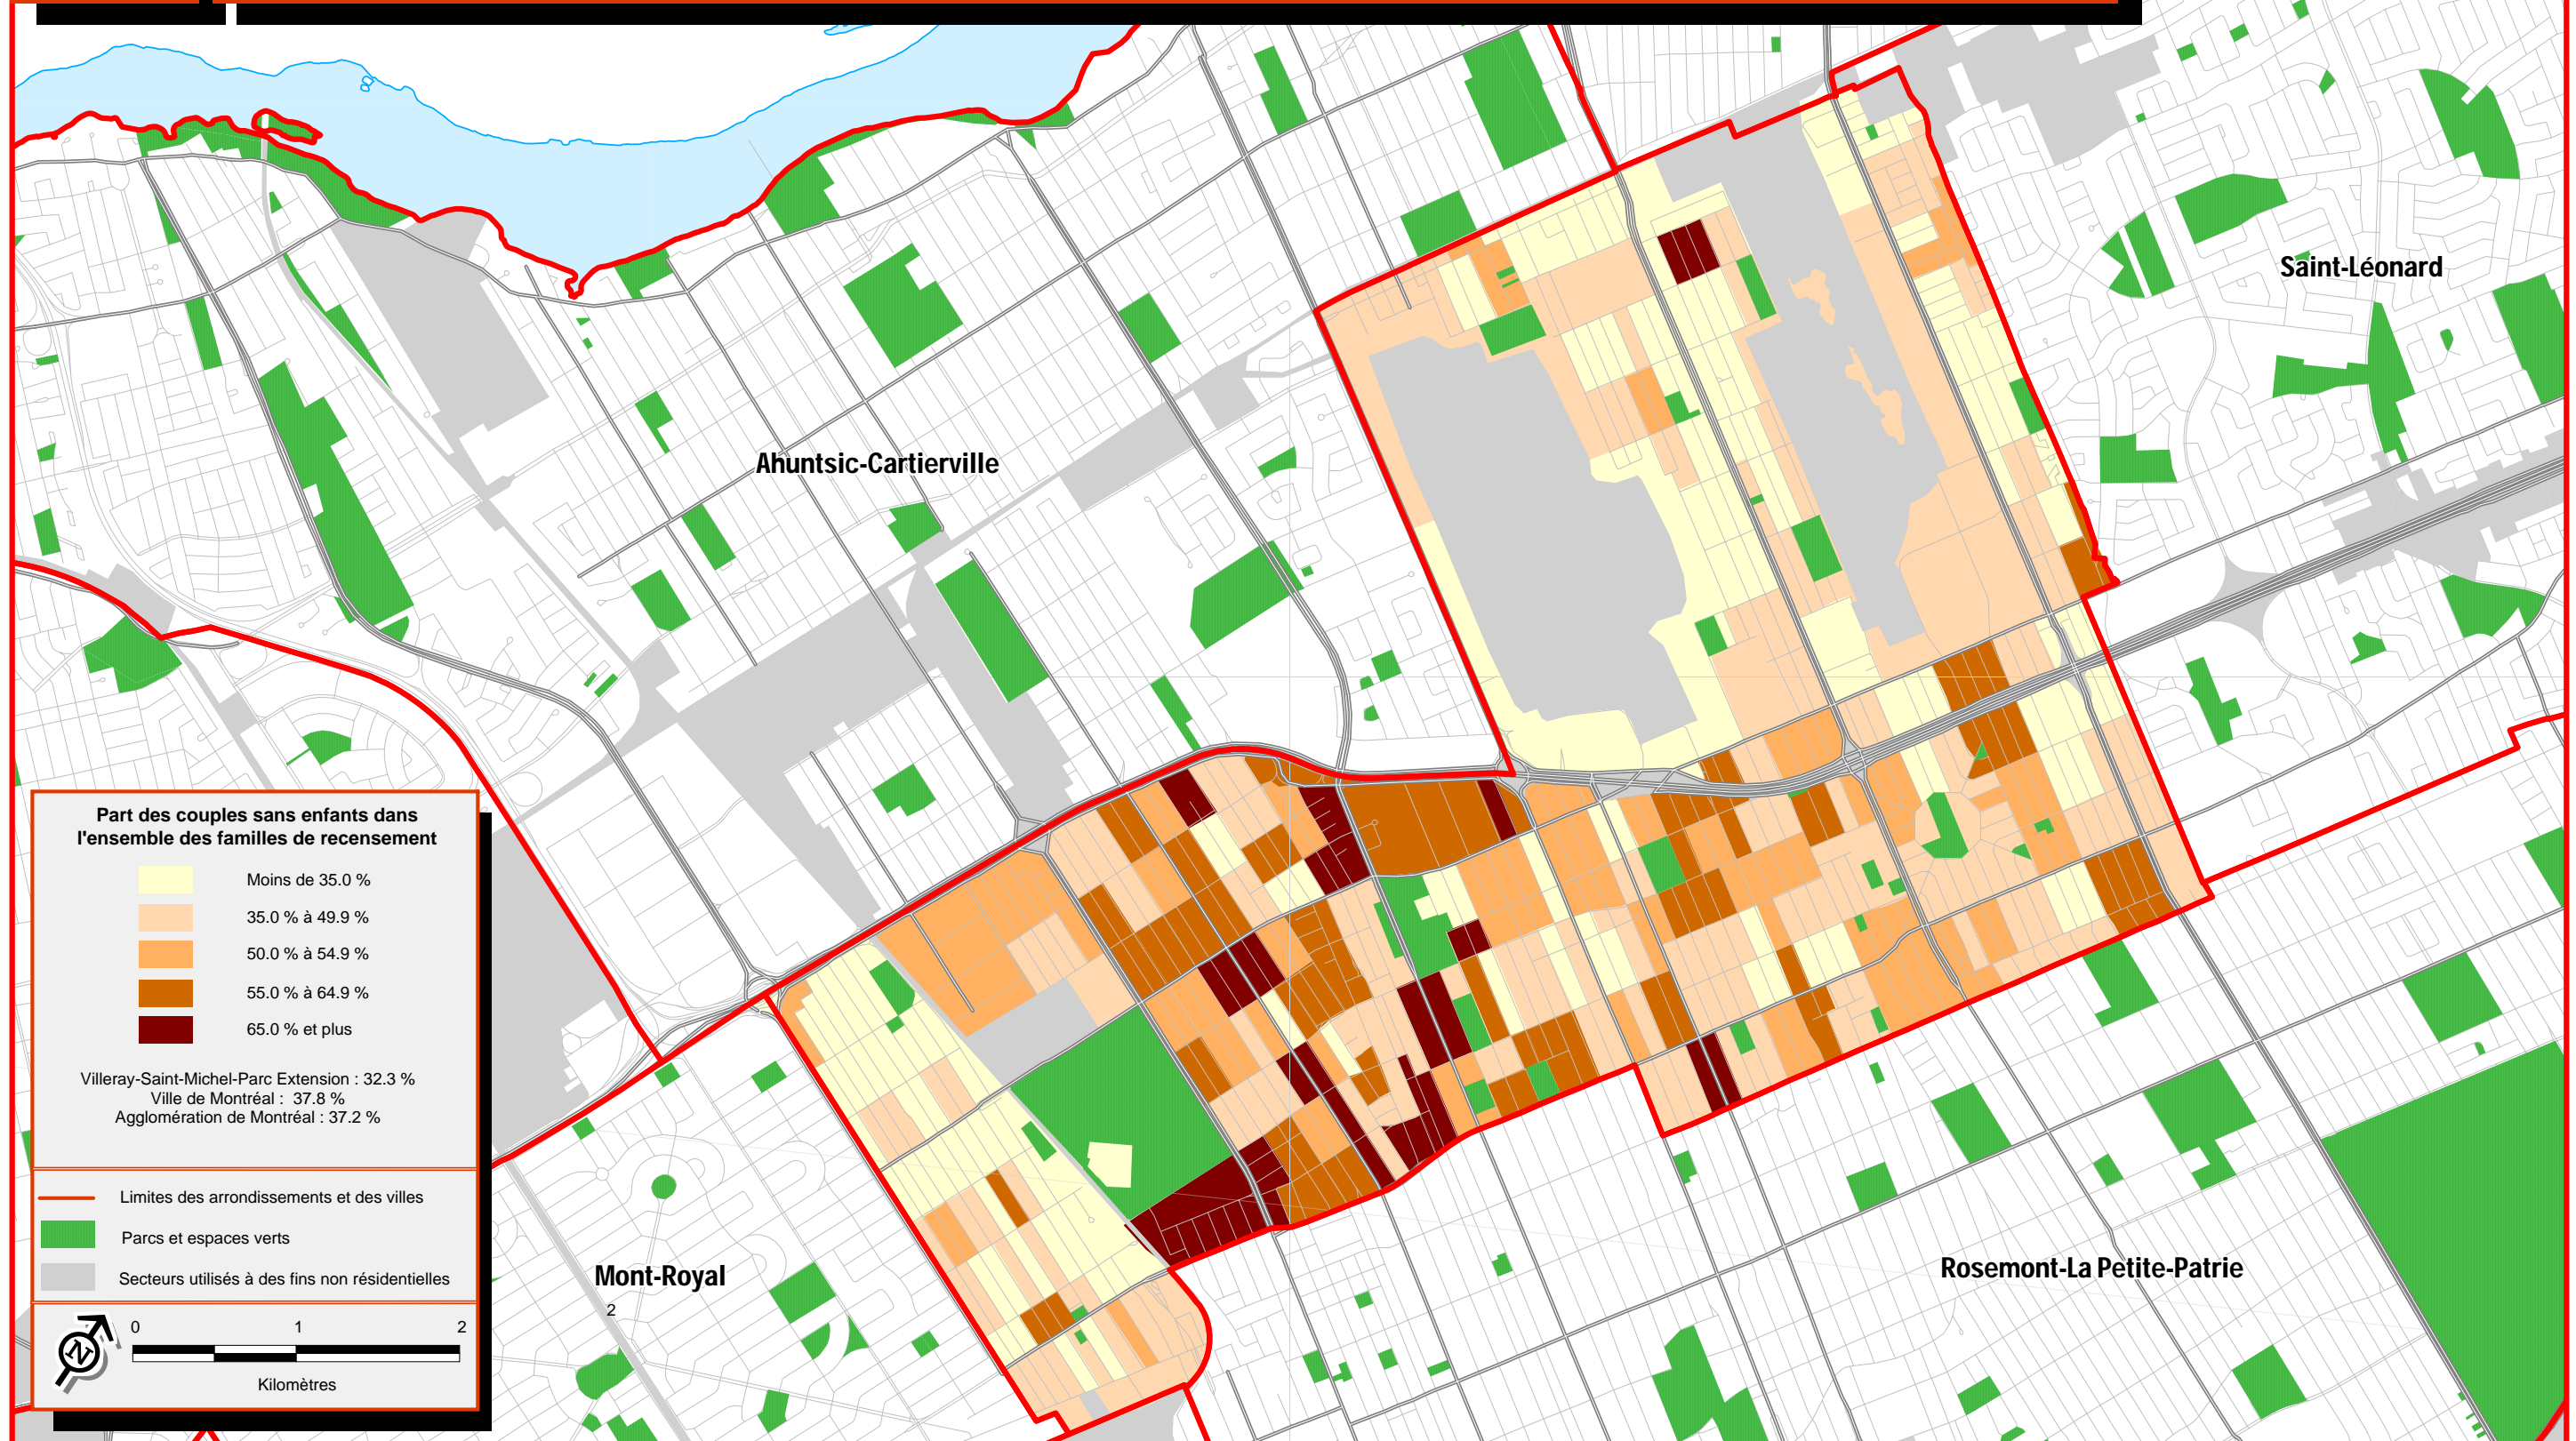 Saint-Léonard
Ahuntsic-Cartierville
Part des couples sans enfants dans
l'ensemble des familles de recensement
Moins de 35.0 %
35.0 % à 49.9 %
50.0 % à 54.9 %
55.0 % à 64.9 %
65.0 % et plus
Villeray-Saint-Michel-Parc Extension : 32.3 %
Ville de Montréal : 37.8 %
Agglomération de Montréal : 37.2 %
Limites des arrondissements et des villes
Parcs et espaces verts
Secteurs utilisés à des fins non résidentielles
N
0 1 2
Kilomètres
Mont-Royal
2
Rosemont-La Petite-Patrie